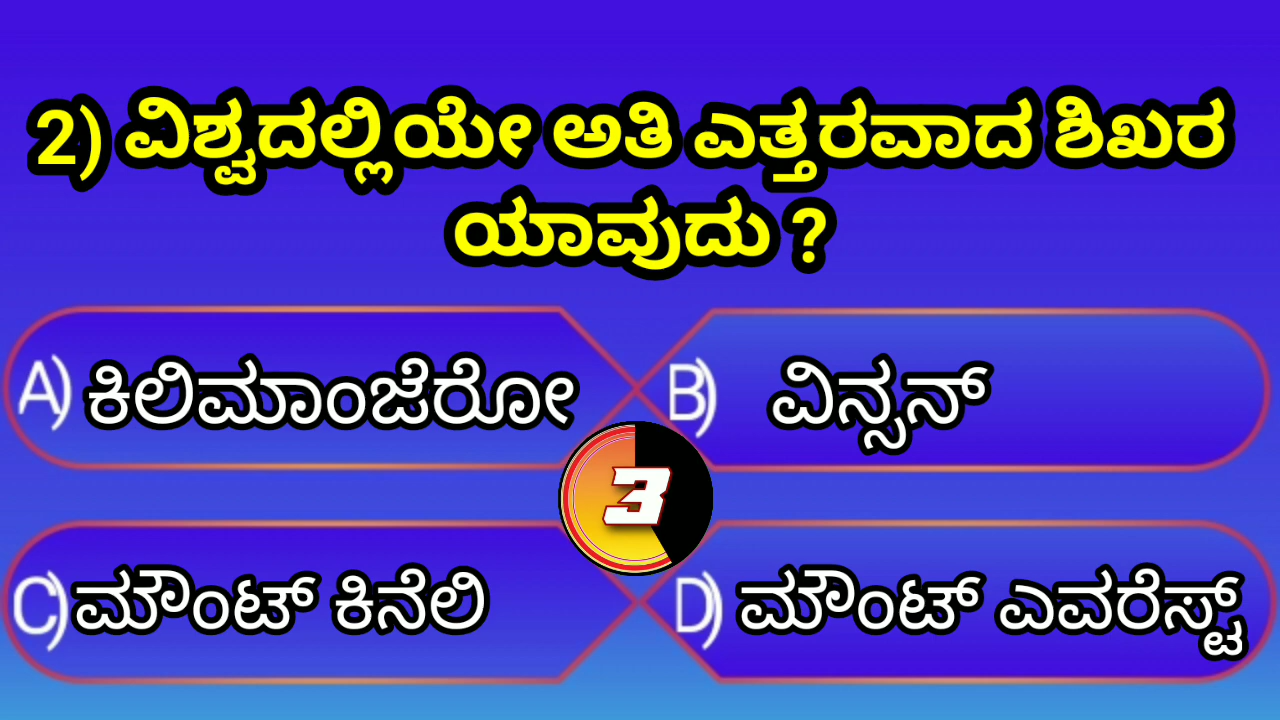 2) ವಿಶ್ವದಲ್ಲಿಯೇ ಅತಿ ಎತ್ತರವಾದ ಶಿಖರ
ಯಾವುದು ?
A) ಕಿಲಿಮಾಂಜೆರೋ
B) ವಿನ್ಸನ್
3
C) ಮೌಂಟ್ ಕಿನೆಲಿ
D) ಮೌಂಟ್ ಎವರೆಸ್ಟ್